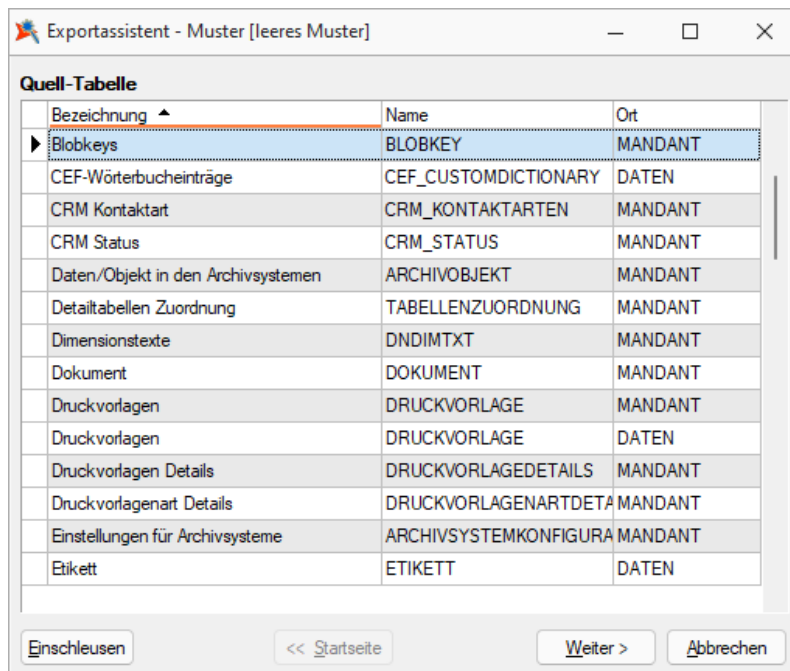 Exportassistent - Muster [leeres Muster]
Quell-Tabelle
Bezeichnung Name Ort
Blobkeys BLOBKEY MANDANT
CEF-Wörterbucheinträge CEF_CUSTOMDICTIONARY DATEN
CRM Kontaktart CRM_KONTAKTARTEN MANDANT
CRM Status CRM_STATUS MANDANT
Daten/Objekt in den Archivsystemen ARCHIVOBJEKT MANDANT
Detailtabellen Zuordnung TABELLENZUORDNUNG MANDANT
Dimensionstexte DNDIMTXT MANDANT
Dokument DOKUMENT MANDANT
Druckvorlagen DRUCKVORLAGE MANDANT
Druckvorlagen DRUCKVORLAGE DATEN
Druckvorlagen Details DRUCKVORLAGEDETAILS MANDANT
Druckvorlagenart Details DRUCKVORLAGENARTDETA MANDANT
Einstellungen für Archivsysteme ARCHIVSYSTEMKONFIGURA MANDANT
Etikett ETIKETT DATEN
Einschleusen << Startseite Weiter > Abbrechen